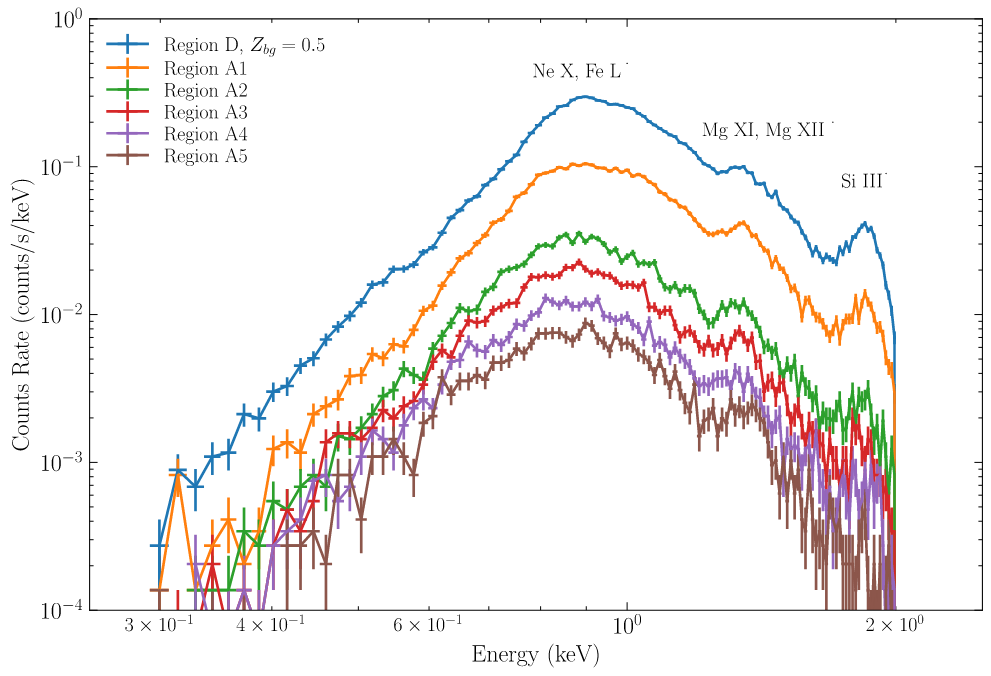 10^0
10^-1
10^-2
10^-3
10^-4
Counts Rate (counts/s/keV)
Region D, Z_bg = 0.5
Region A1
Region A2
Region A3
Region A4
Region A5
Ne X, Fe L
Mg XI, Mg XII
Si III
3 × 10^-1
4 × 10^-1
6 × 10^-1
10^0
2 × 10^0
Energy (keV)